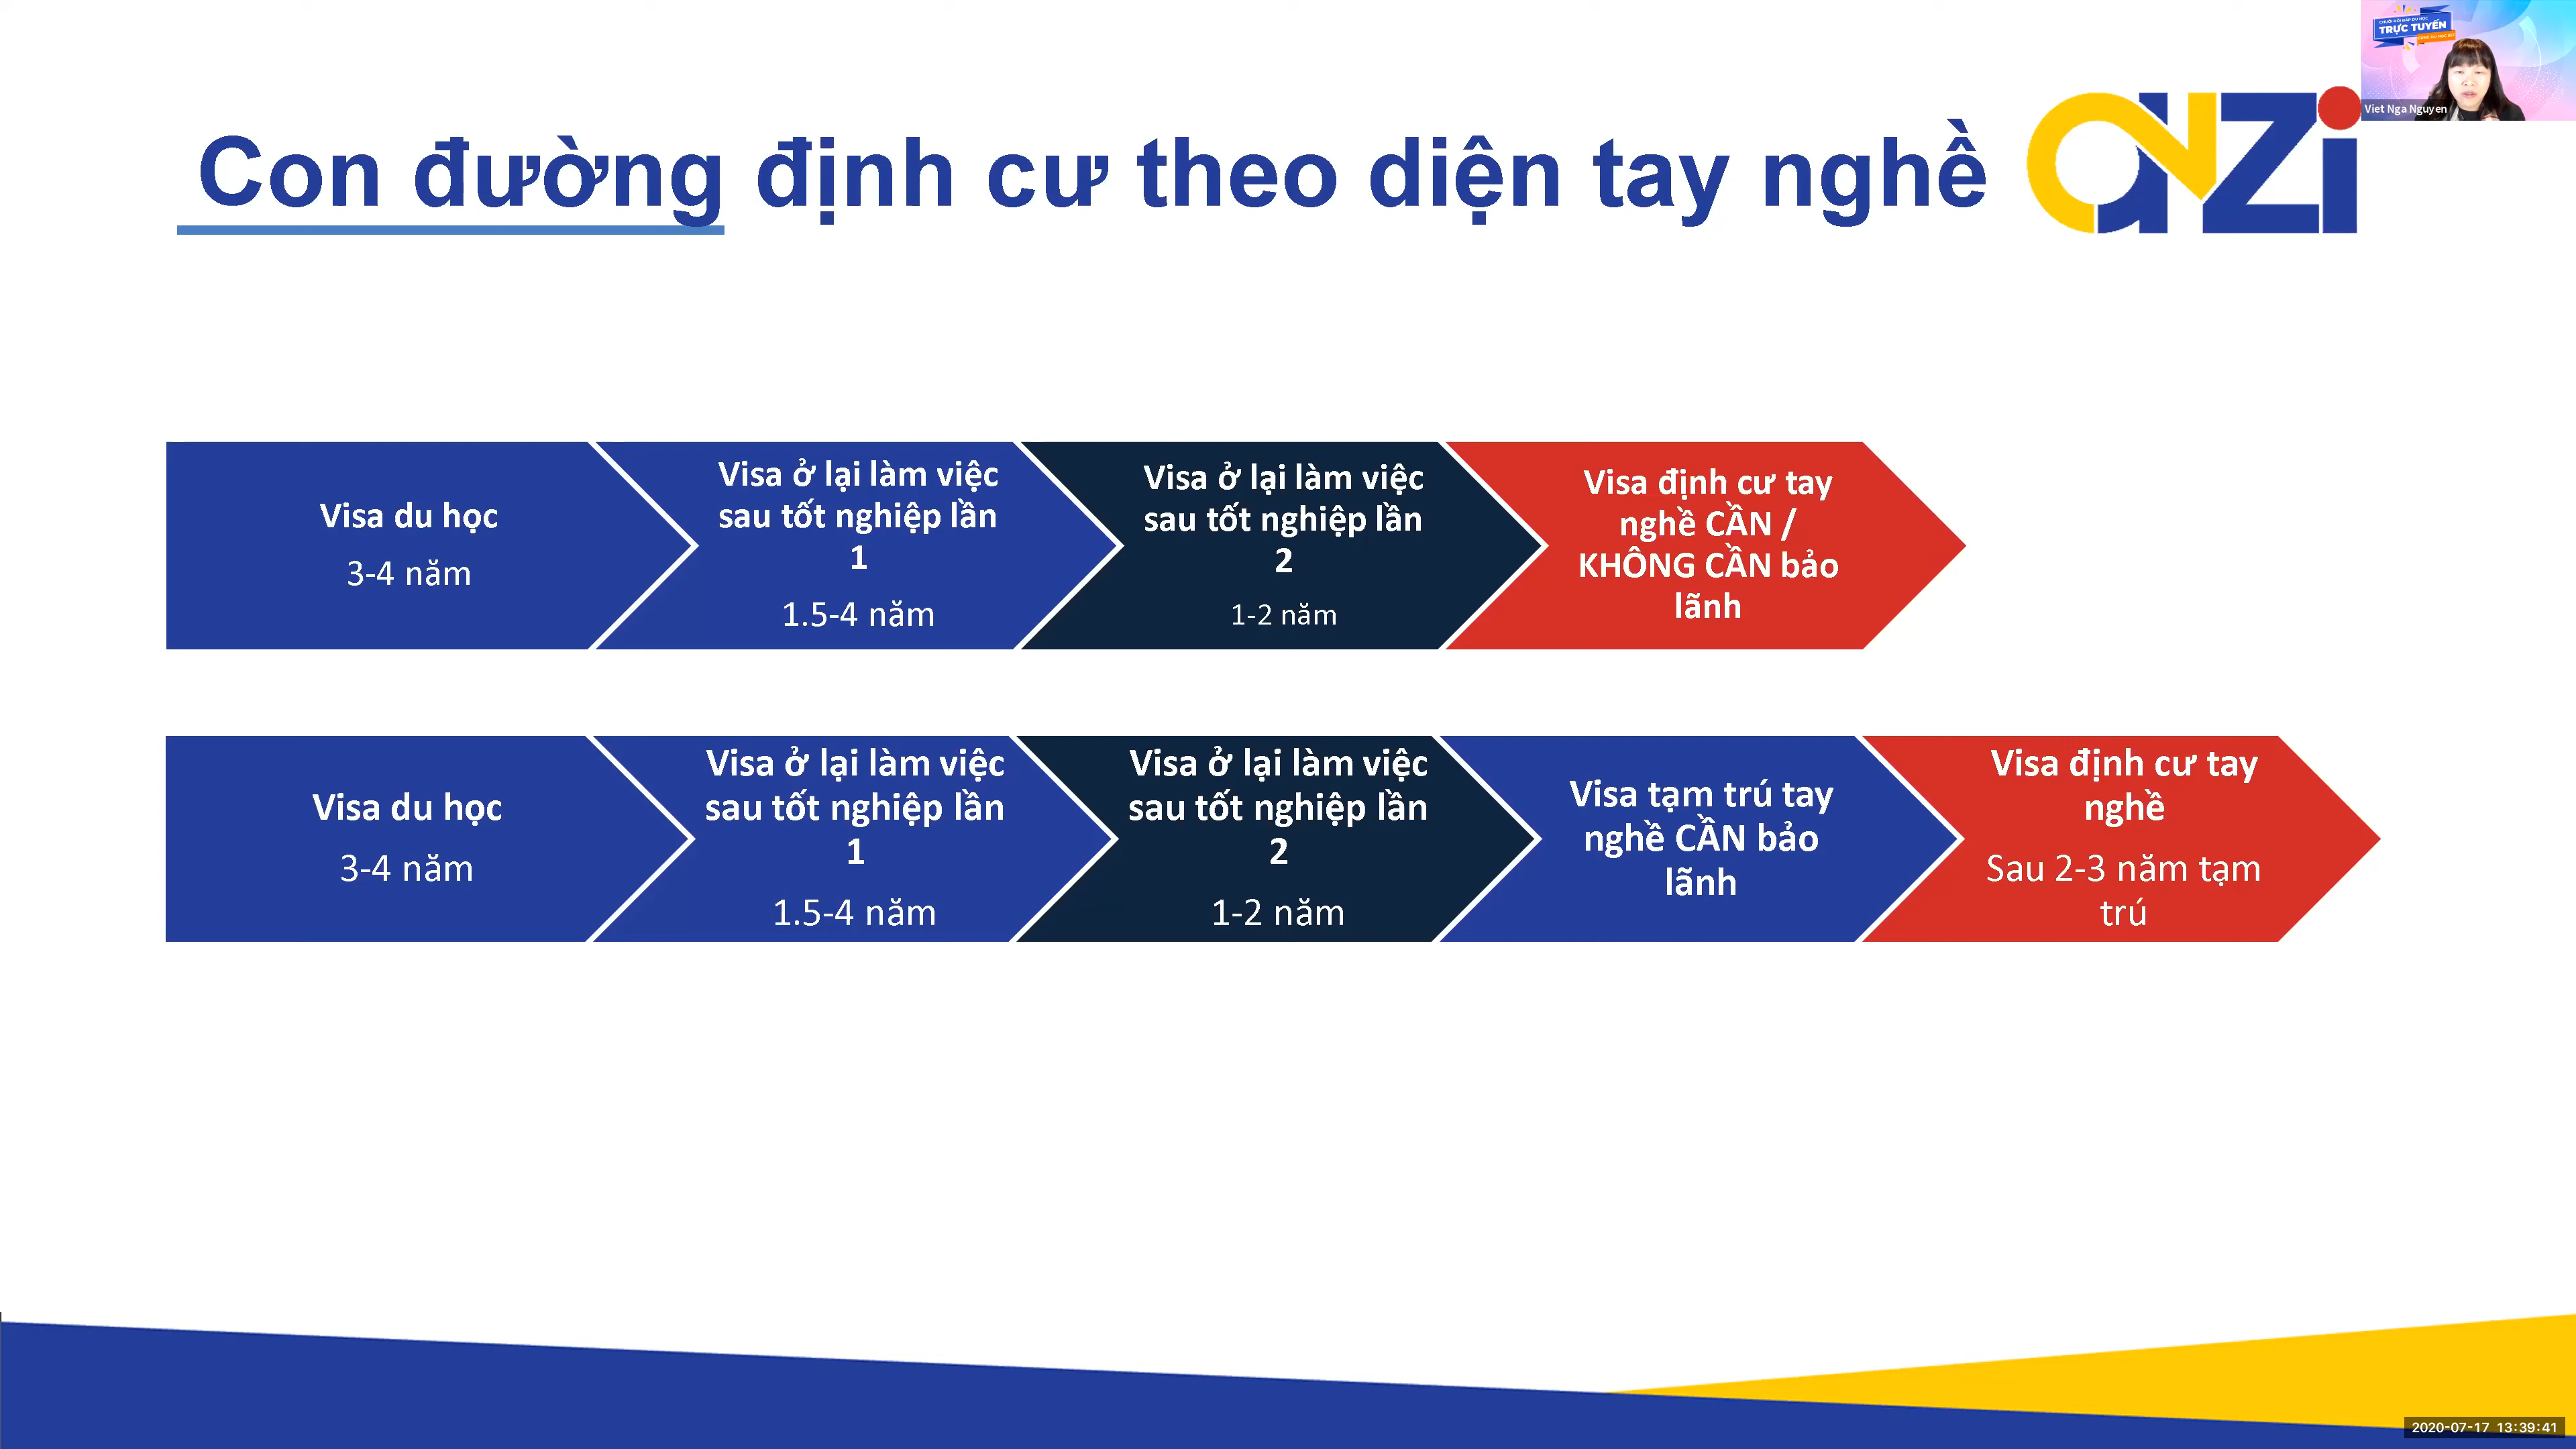 CHUỖI HỎI ĐÁP DU HỌC
TRỰC TUYẾN
Viet Nga Nguyen
Con đường định cư theo diện tay nghề
anzi
Visa du học
3-4 năm
Visa ở lại làm việc
sau tốt nghiệp lần
1
1.5-4 năm
Visa ở lại làm việc
sau tốt nghiệp lần
2
1-2 năm
Visa định cư tay
nghề CẦN /
KHÔNG CẦN bảo
lãnh
Visa du học
3-4 năm
Visa ở lại làm việc
sau tốt nghiệp lần
1
1.5-4 năm
Visa ở lại làm việc
sau tốt nghiệp lần
2
1-2 năm
Visa tạm trú tay
nghề CẦN bảo
lãnh
Visa định cư tay
nghề
Sau 2-3 năm tạm
trú
2020-07-17 13:39:41